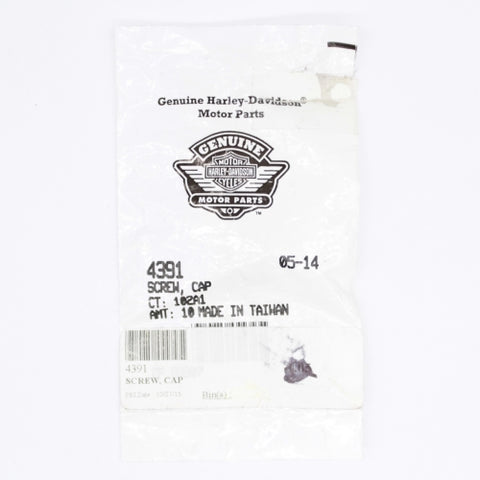 Genuine Harley-Davidson®
Motor Parts
GENUINE
MOTOR
HARLEY-DAVIDSON
CYCLES
MOTOR PARTS
™
4391 05-14
SCREW, CAP
CT: 102A1
AMT: 10 MADE IN TAIWAN
4391
SCREW, CAP